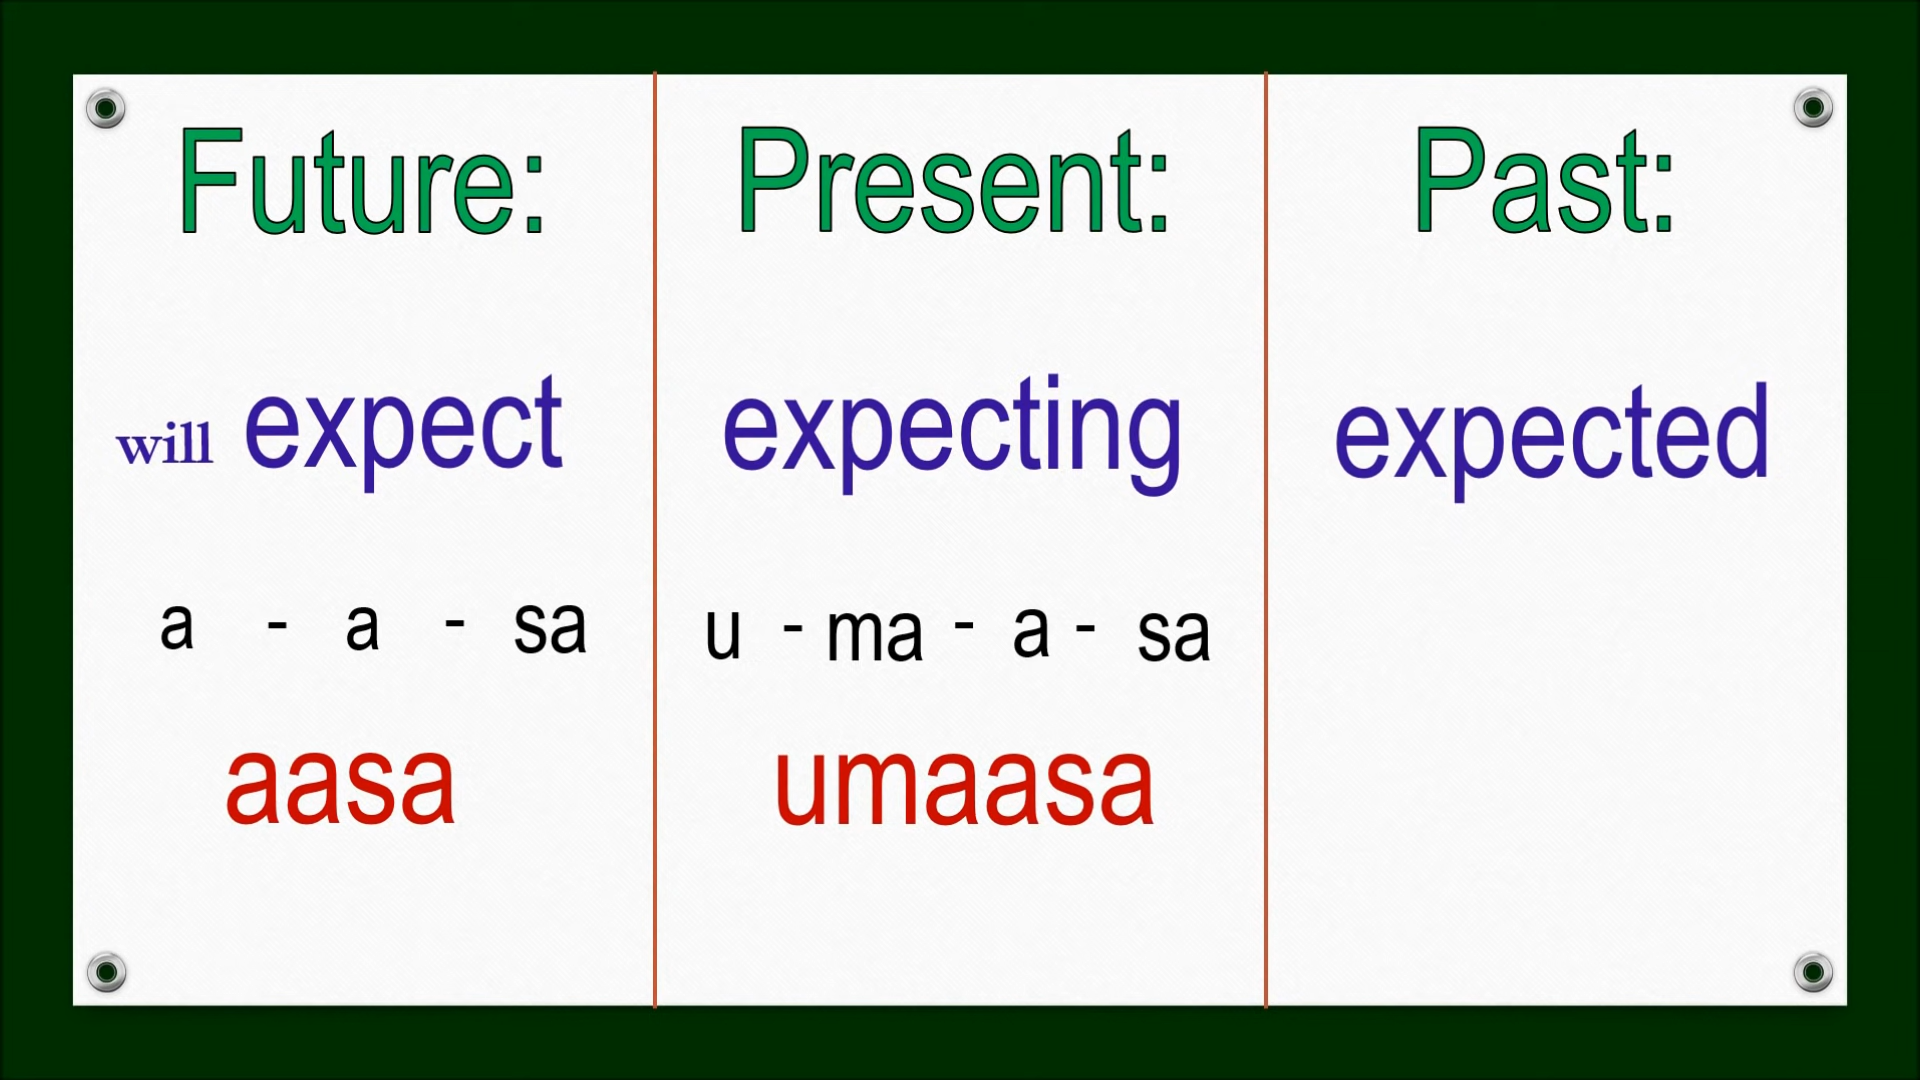 Future:
will expect
a - a - sa
aasa
Present:
expecting
u - ma - a - sa
umaasa
Past:
expected